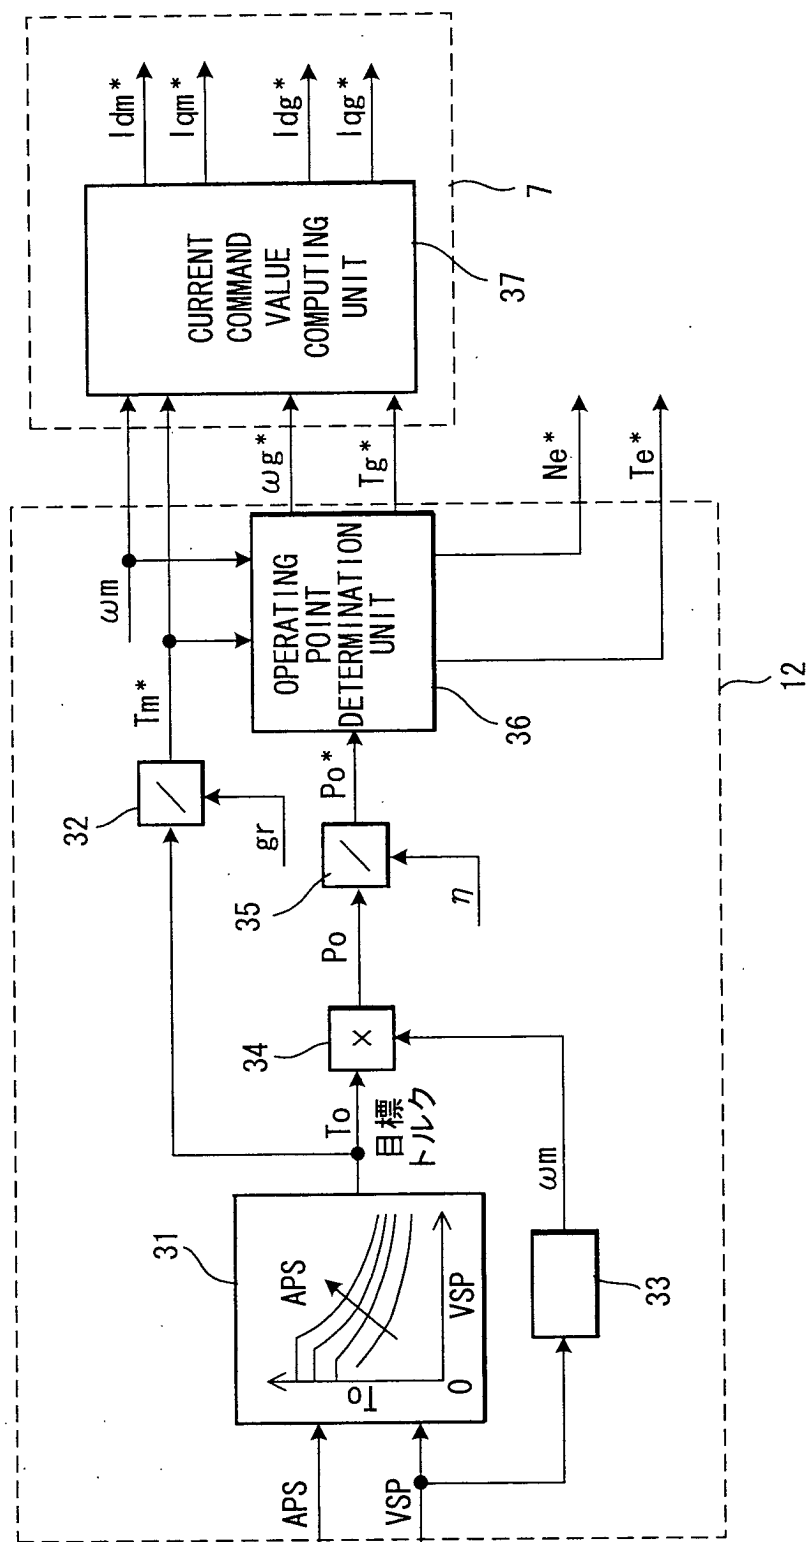 APS
VSP
31
To
APS
0
VSP
33
ωm
To
目標
トルク
34
×
Po
35
η
Po*
32
gr
Tm*
ωm
OPERATING
POINT
DETERMINATION
UNIT
36
12
ωg*
Tg*
Ne*
Te*
CURRENT
COMMAND
VALUE
COMPUTING
UNIT
37
7
Idm*
Iqm*
Idg*
Iqg*